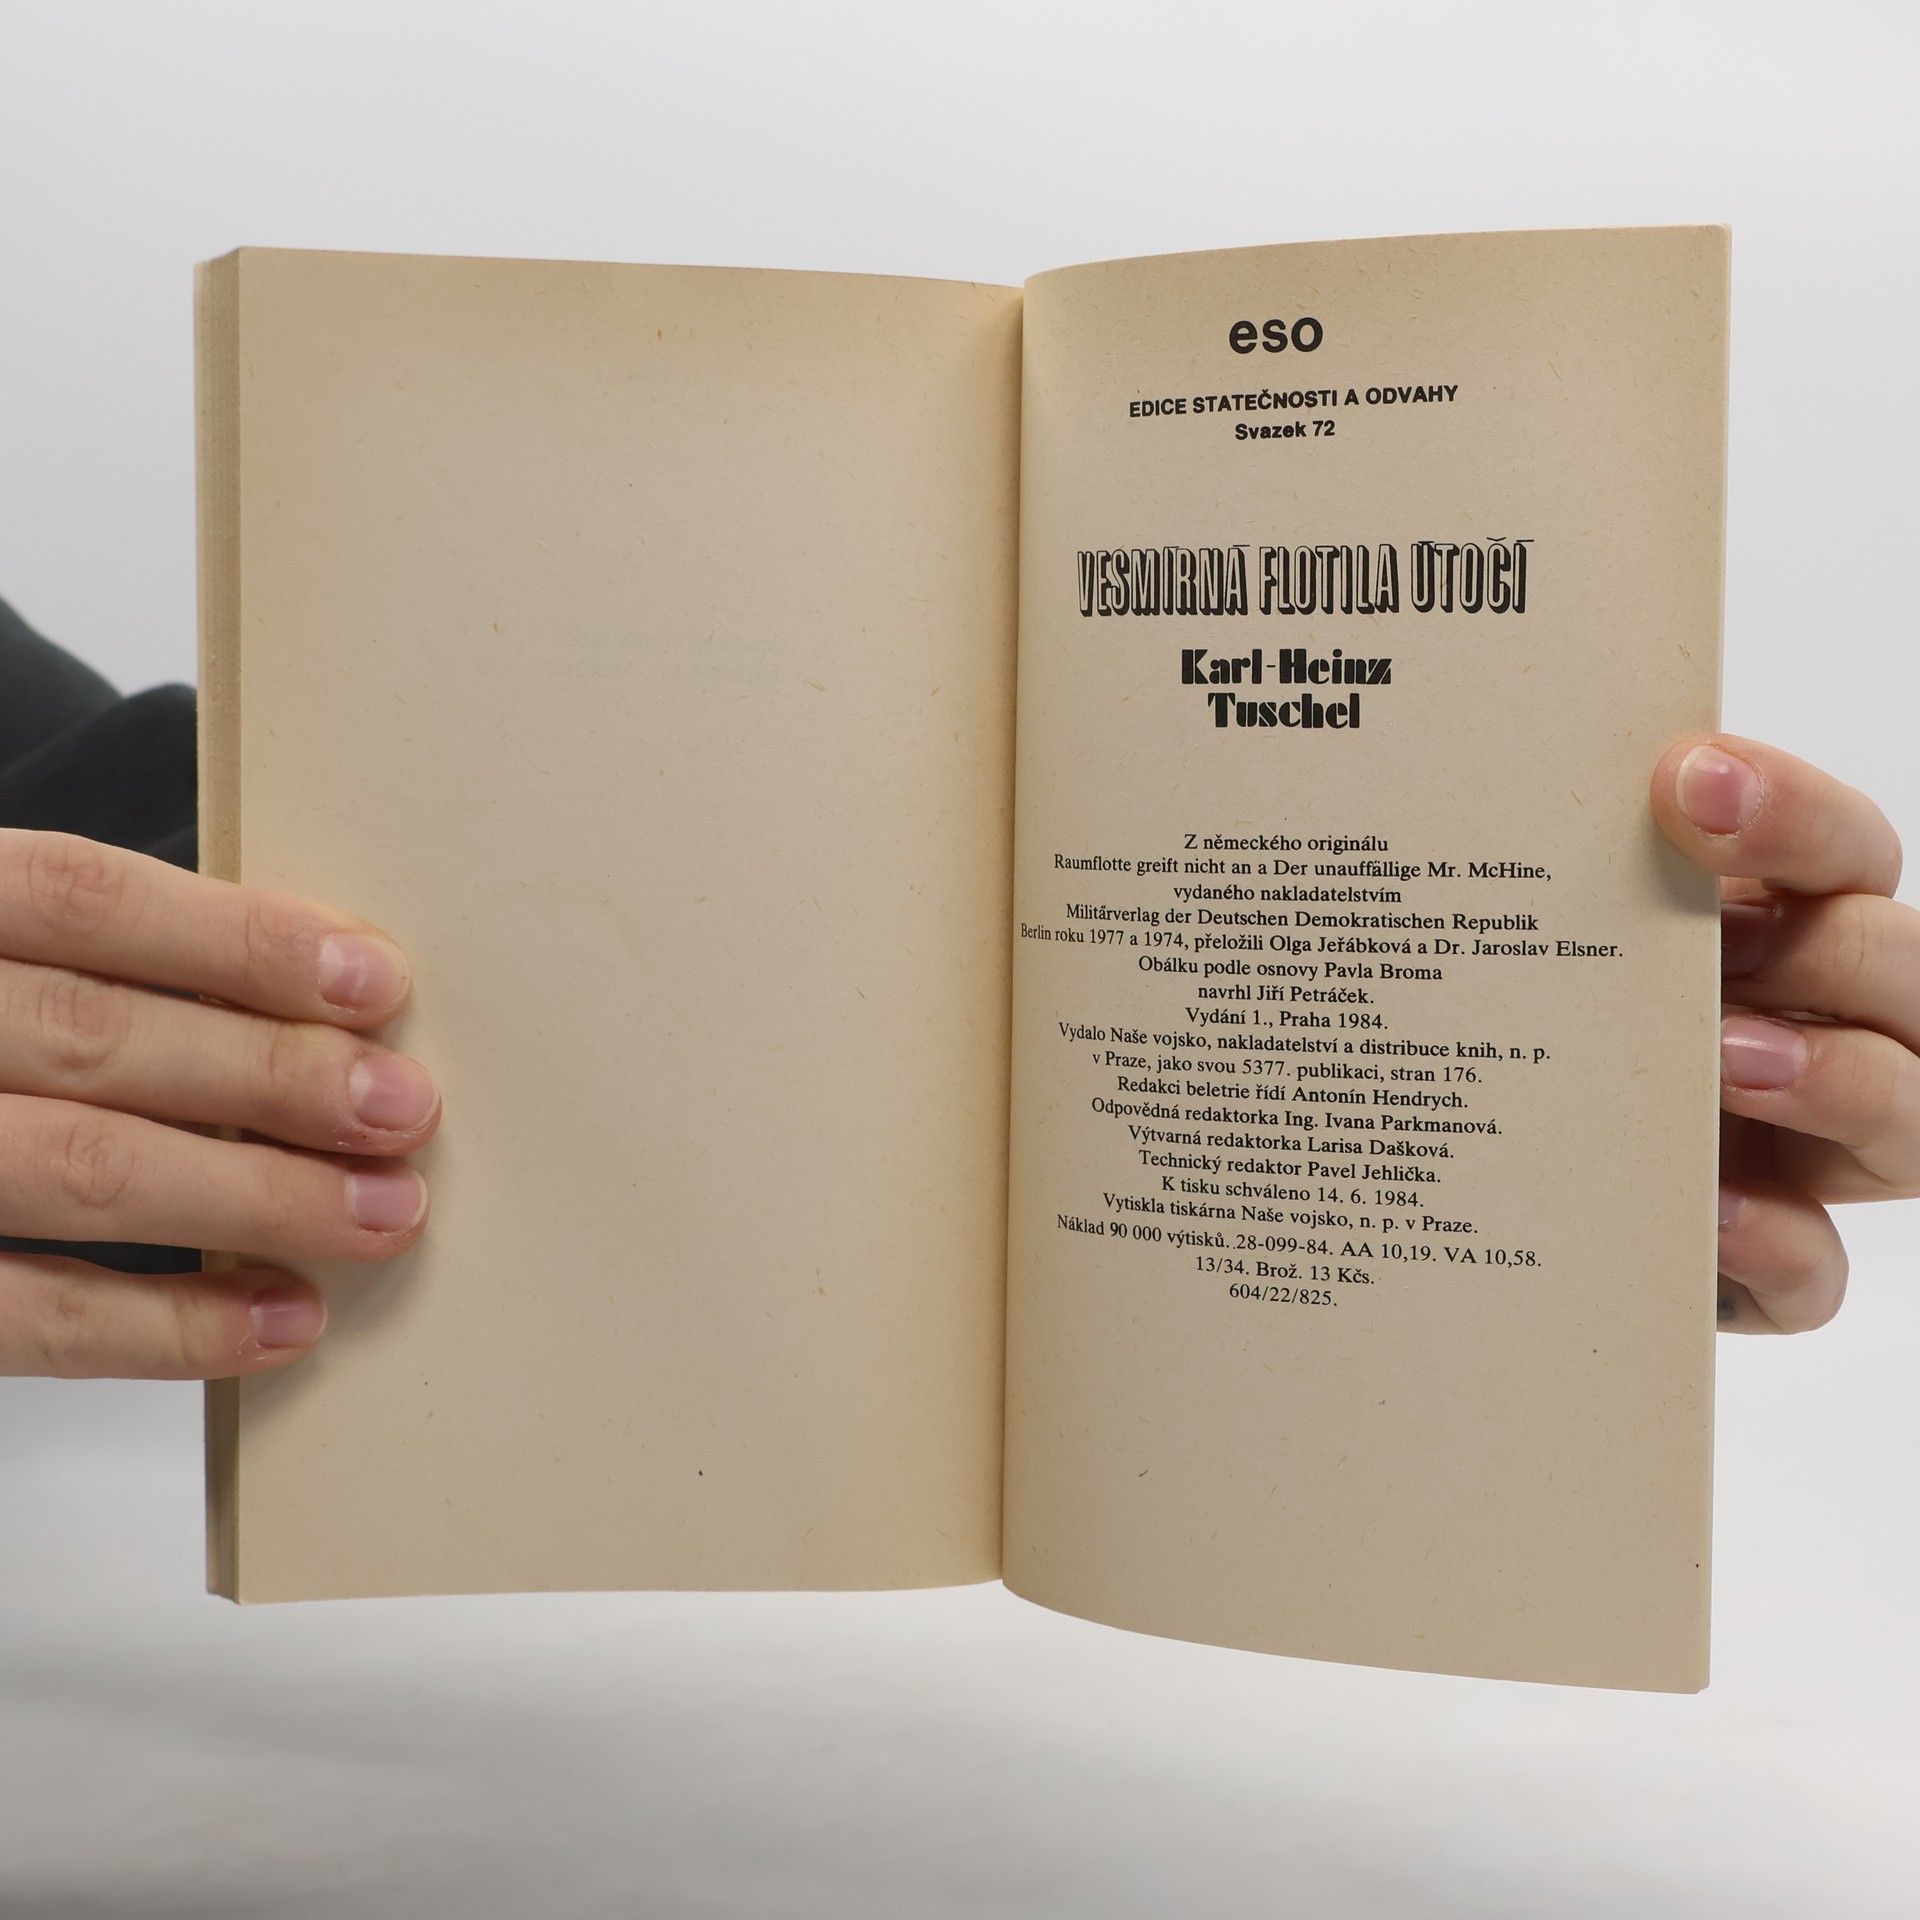 eso
EDICE STATEČNOSTI A ODVAHY
Svazek 72
VESMÍRNÁ FLOTILA ÚTOČÍ
Karl-Heinz
Tuschel
Z německého originálu
Raumflotte greift nicht an a Der unauffällige Mr. McHine,
vydaného nakladatelstvím
Militärverlag der Deutschen Demokratischen Republik
Berlin roku 1977 a 1974, přeložili Olga Jeřábková a Dr. Jaroslav Elsner.
Obálku podle osnovy Pavla Broma
navrhl Jiří Petráček.
Vydání 1., Praha 1984.
Vydalo Naše vojsko, nakladatelství a distribuce knih, n. p.
v Praze, jako svou 5377. publikaci, stran 176.
Redakci beletrie řídí Antonín Hendrych.
Odpovědná redaktorka Ing. Ivana Parkmanová.
Výtvarná redaktorka Larisa Dašková.
Technický redaktor Pavel Jehlička.
K tisku schváleno 14. 6. 1984.
Vytiskla tiskárna Naše vojsko, n. p. v Praze.
Náklad 90 000 výtisků. 28-099-84. AA 10,19. VA 10,58.
13/34. Brož. 13 Kčs.
604/22/825.